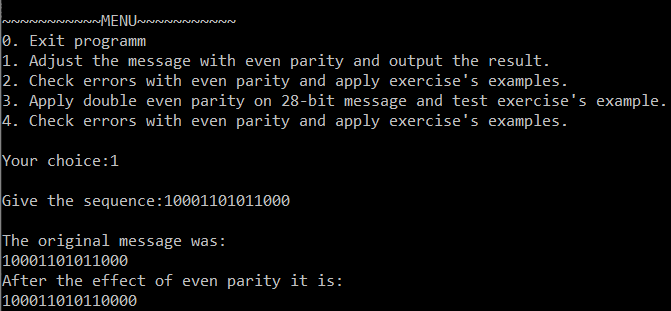 ~~~~~~~~~~~MENU~~~~~~~~~~~
0. Exit programm
1. Adjust the message with even parity and output the result.
2. Check errors with even parity and apply exercise's examples.
3. Apply double even parity on 28-bit message and test exercise's example.
4. Check errors with even parity and apply exercise's examples.
Your choice:1
Give the sequence:10001101011000
The original message was:
10001101011000
After the effect of even parity it is:
100011010110000